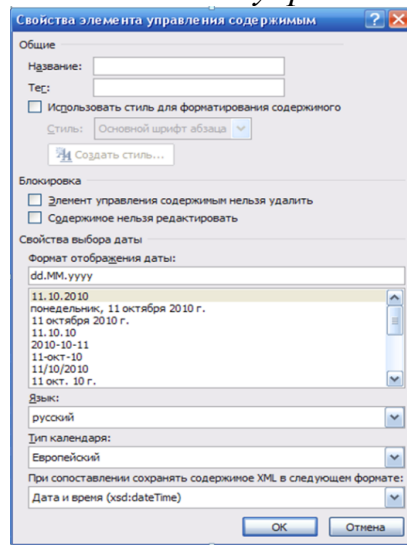 Свойства элемента управления содержимым
Общие
Название:
Тег:
Использовать стиль для форматирования содержимого
Стиль: Основной шрифт абзаца
Создать стиль...
Блокировка
Элемент управления содержимым нельзя удалить
Содержимое нельзя редактировать
Свойства выбора даты
Формат отображения даты:
dd.MM.yyyy
11.10.2010
понедельник, 11 октября 2010 г.
11 октября 2010 г.
11.10.10
2010-10-11
11-окт-10
11/10/2010
11 окт. 10 г.
Язык:
русский
Тип календаря:
Европейский
При сопоставлении сохранять содержимое XML в следующем формате:
Дата и время (xsd:dateTime)
ОК Отмена